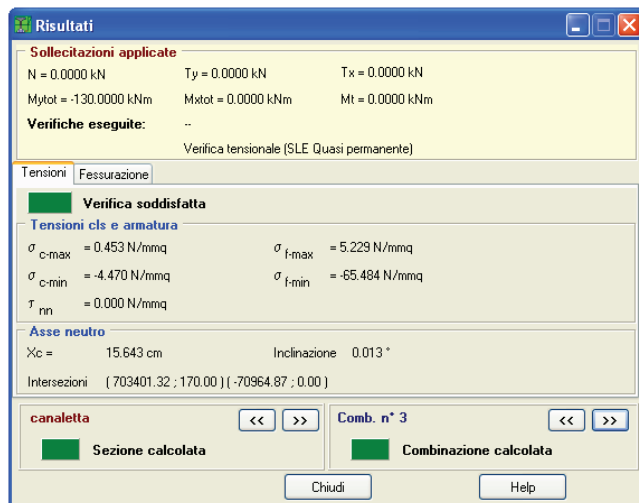 Risultati
Sollecitazioni applicate
N = 0.0000 kN Ty = 0.0000 kN Tx = 0.0000 kN
Mytot = -130.0000 kNm Mxtot = 0.0000 kNm Mt = 0.0000 kNm
Verifiche eseguite: --
Verifica tensionale (SLE Quasi permanente)
Tensioni Fessurazione
Verifica soddisfatta
Tensioni cls e armatura
σ c-max = 0.453 N/mmq σ f-max = 5.229 N/mmq
σ c-min = -4.470 N/mmq σ f-min = -65.484 N/mmq
τ nn = 0.000 N/mmq
Asse neutro
Xc = 15.643 cm Inclinazione 0.013 °
Intersezioni ( 703401.32 ; 170.00 ) ( -70964.87 ; 0.00 )
canaletta << >> Comb. n° 3 << >>
Sezione calcolata Combinazione calcolata
Chiudi Help